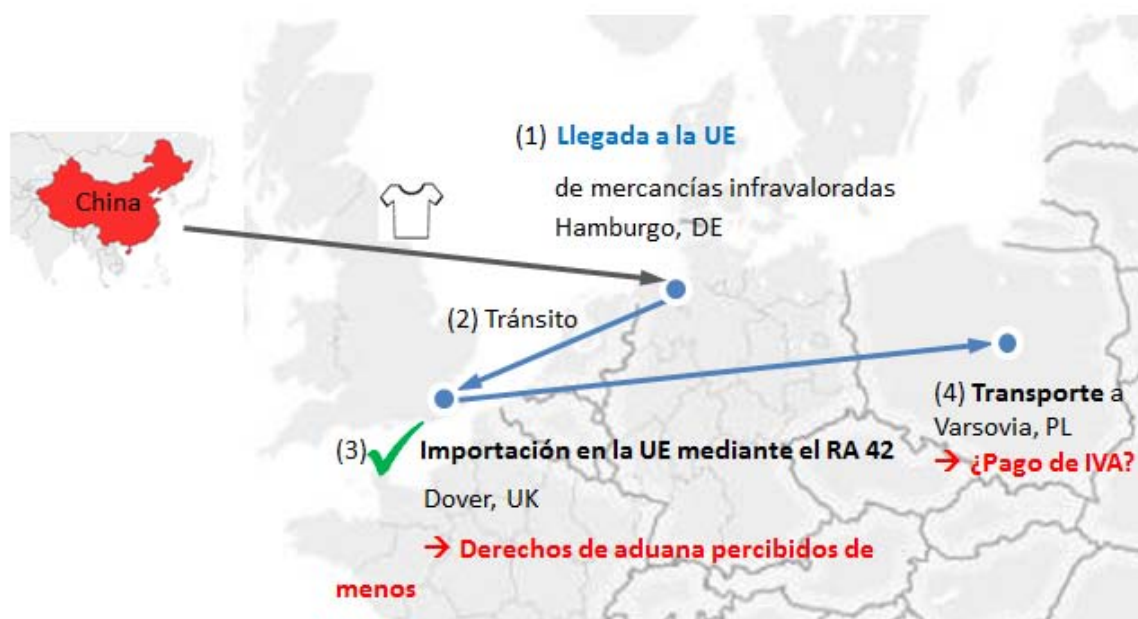 China
(1) Llegada a la UE
de mercancías infravaloradas
Hamburgo, DE
(2) Tránsito
(3) Importación en la UE mediante el RA 42
Dover, UK
→ Derechos de aduana percibidos de
menos
(4) Transporte a
Varsovia, PL
→ ¿Pago de IVA?